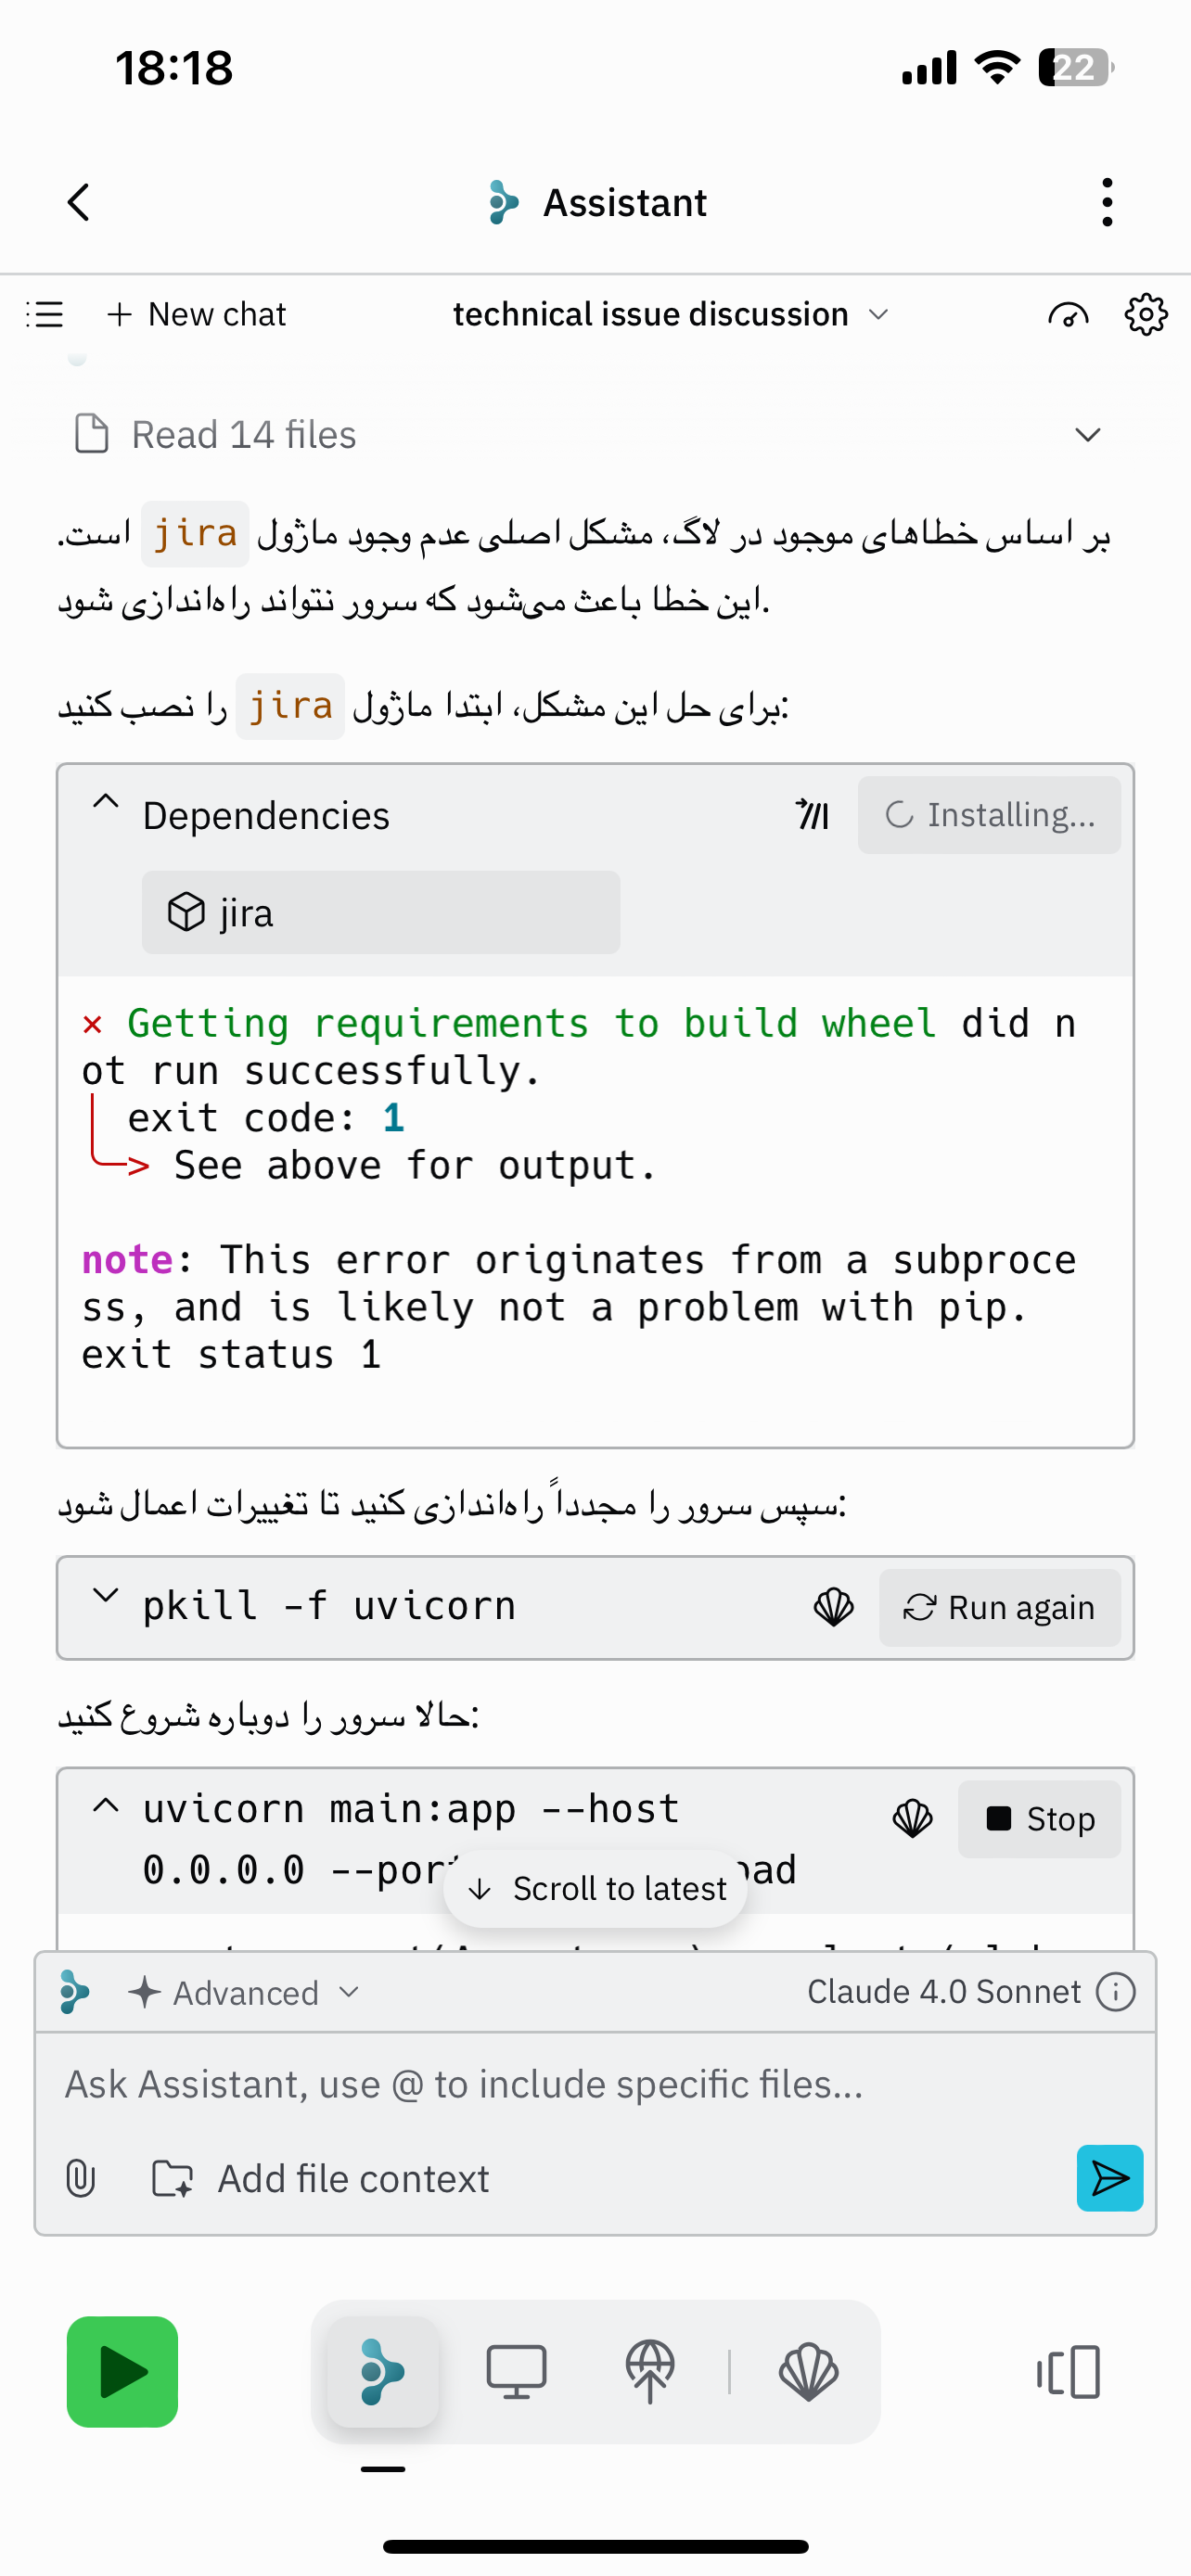 18:18
22
Assistant
New chat
technical issue discussion
Read 14 files
بر اساس خطاهای موجود در لاگ، مشکل اصلی عدم وجود ماژول jira است.
این خطا باعث می‌شود که سرور نتواند راه‌اندازی شود.
برای حل این مشکل، ابتدا ماژول jira را نصب کنید:
Dependencies
Installing...
jira
× Getting requirements to build wheel did n
ot run successfully.
exit code: 1
> See above for output.
note: This error originates from a subproce
ss, and is likely not a problem with pip.
exit status 1
سپس سرور را مجدداً راه‌اندازی کنید تا تغییرات اعمال شود:
pkill -f uvicorn
Run again
حالا سرور را دوباره شروع کنید:
uvicorn main:app --host
Stop
0.0.0.0 --por
Scroll to latest
Advanced
Claude 4.0 Sonnet
Ask Assistant, use @ to include specific files...
Add file context